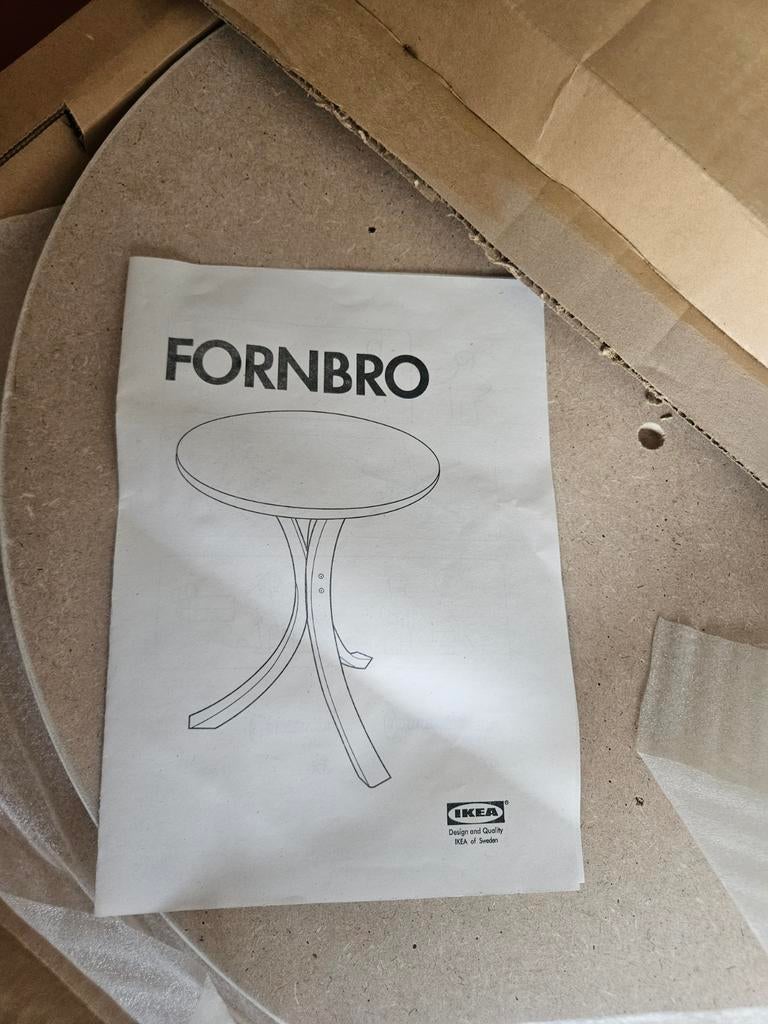 FORNBRO
IKEA®
Design and Quality
IKEA of Sweden